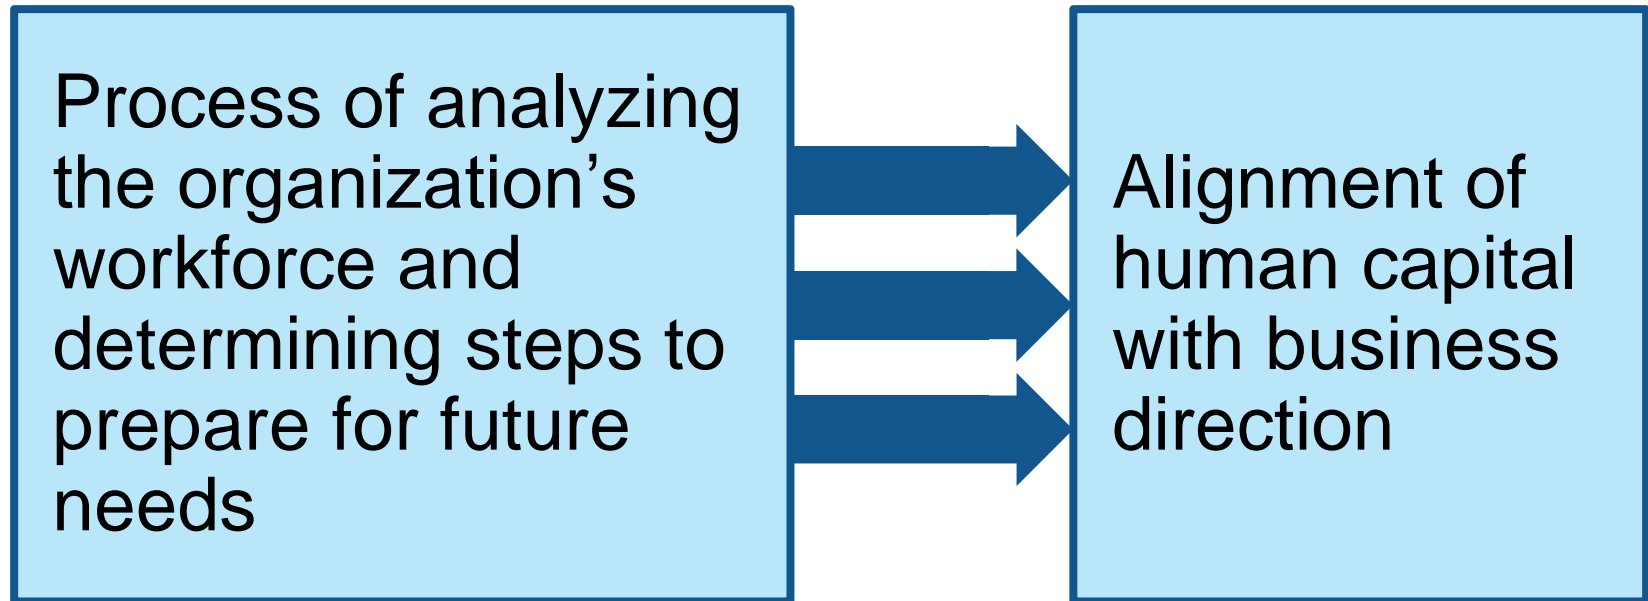 Process of analyzing
the organization’s
workforce and
determining steps to
prepare for future
needs
Alignment of
human capital
with business
direction